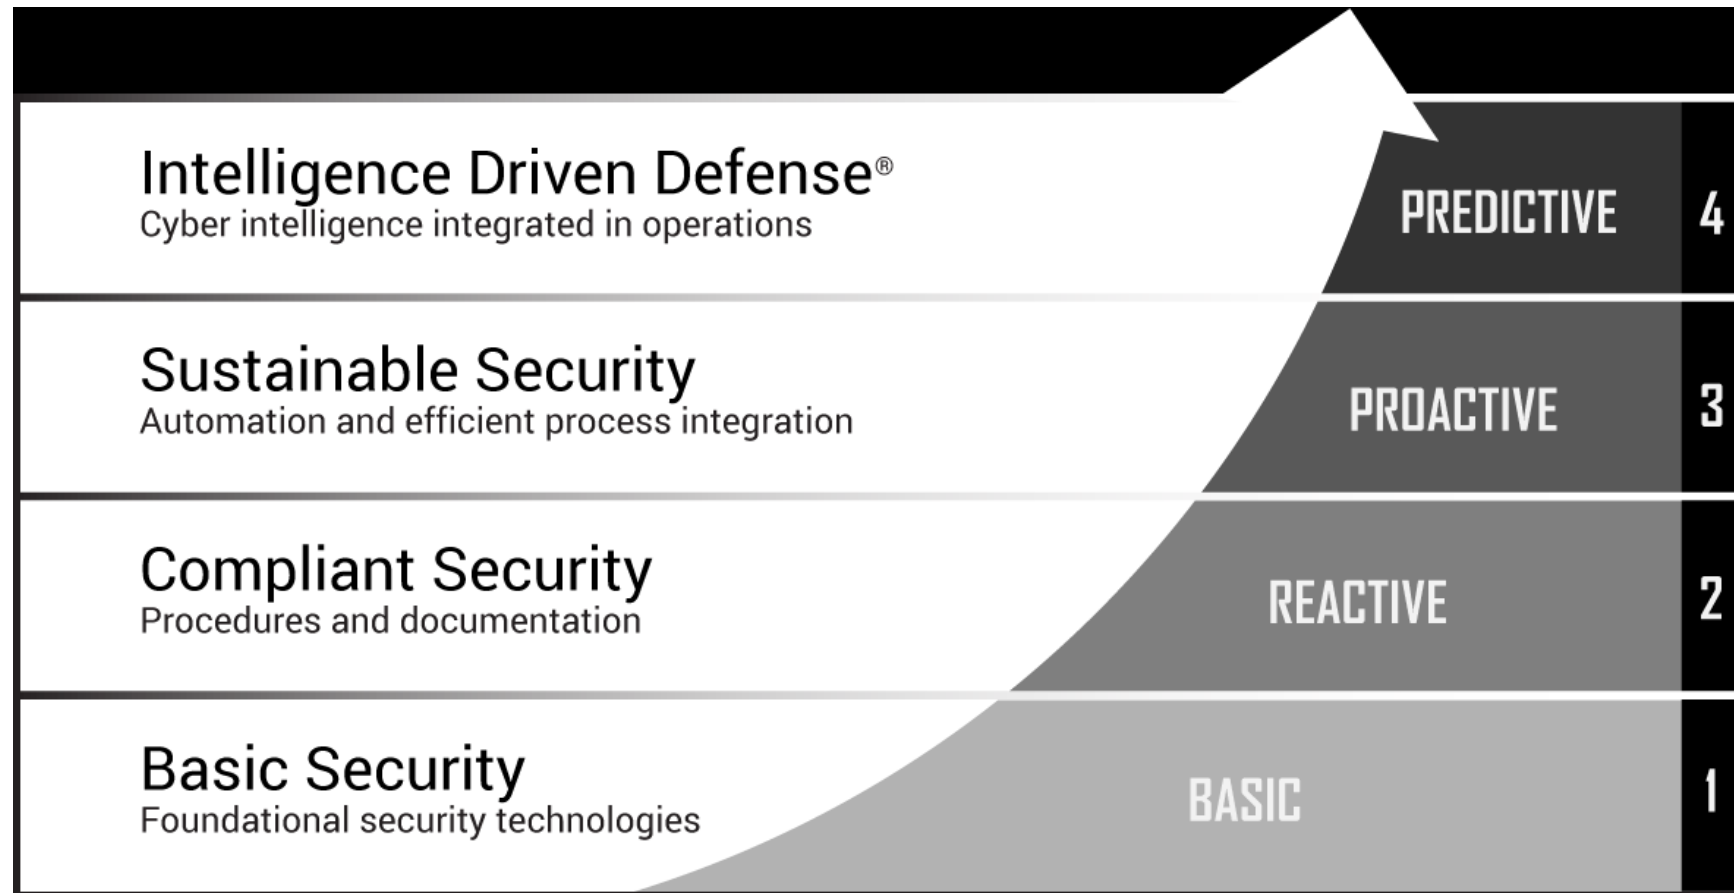 Intelligence Driven Defense®
Cyber intelligence integrated in operations
PREDICTIVE 4
Sustainable Security
Automation and efficient process integration
PROACTIVE 3
Compliant Security
Procedures and documentation
REACTIVE 2
Basic Security
Foundational security technologies
BASIC 1